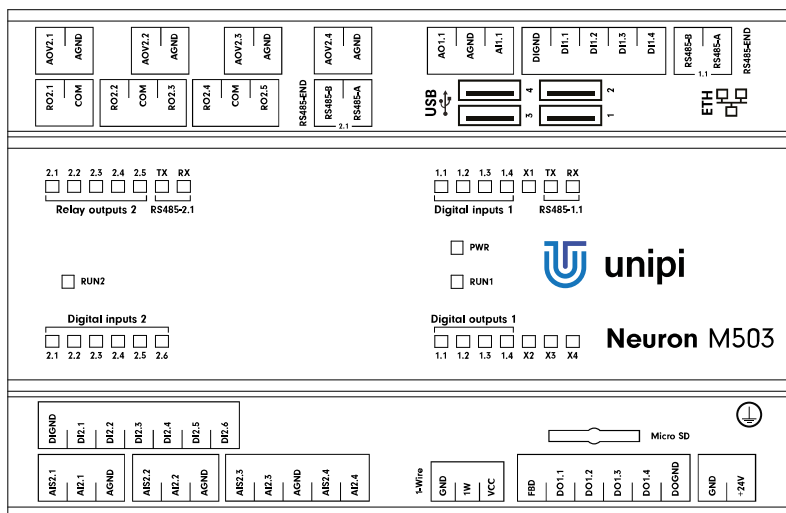 AOV2.1 AGND AOV2.2 AGND AOV2.3 AGND AOV2.4 AGND AO1.1 AGND AI1.1 DIGND DI1.1 DI1.2 DI1.3 DI1.4 RS485-B RS485-A RS485-END
1.1
RO2.1 COM RO2.2 COM RO2.3 RO2.4 COM RO2.5 RS485-END RS485-B RS485-A USB 4 2 ETH
3 1
2.1
2.1 2.2 2.3 2.4 2.5 TX RX 1.1 1.2 1.3 1.4 X1 TX RX
Relay outputs 2 RS485-2.1 Digital inputs 1 RS485-1.1
PWR
unipi
RUN2 RUN1
Digital inputs 2 Digital outputs 1
Neuron M503
2.1 2.2 2.3 2.4 2.5 2.6 1.1 1.2 1.3 1.4 X2 X3 X4
DIGND DI2.1 DI2.2 DI2.3 DI2.4 DI2.5 DI2.6 Micro SD
AIS2.1 AI2.1 AGND AIS2.2 AI2.2 AGND AIS2.3 AI2.3 AGND AIS2.4 AI2.4 1-Wire GND 1W VCC FBD DO1.1 DO1.2 DO1.3 DO1.4 DOGND GND +24V